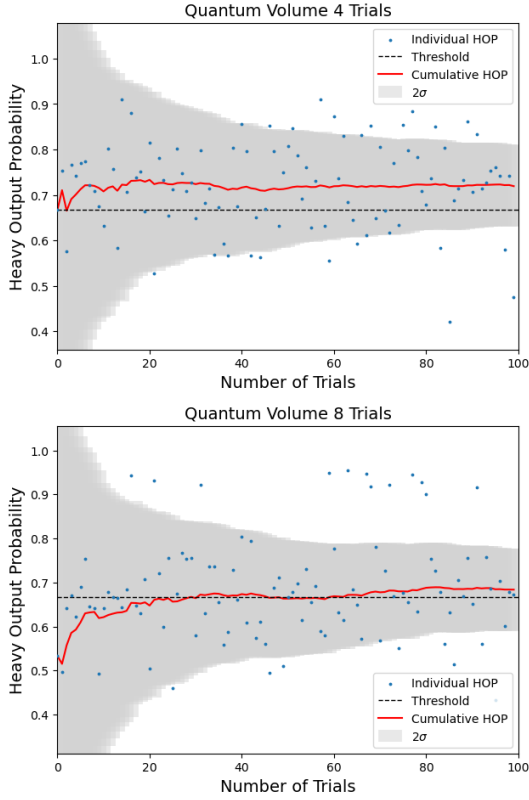 Quantum Volume 4 Trials
Heavy Output Probability
1.0
0.9
0.8
0.7
0.6
0.5
0.4
Individual HOP
Threshold
Cumulative HOP
2σ
0 20 40 60 80 100
Number of Trials
Quantum Volume 8 Trials
Heavy Output Probability
1.0
0.9
0.8
0.7
0.6
0.5
0.4
Individual HOP
Threshold
Cumulative HOP
2σ
0 20 40 60 80 100
Number of Trials